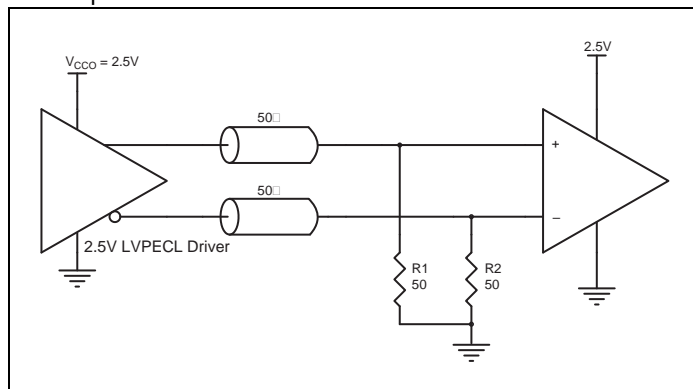 V_CCO = 2.5V
2.5V
50□
+
50□
−
2.5V LVPECL Driver
R1
50
R2
50